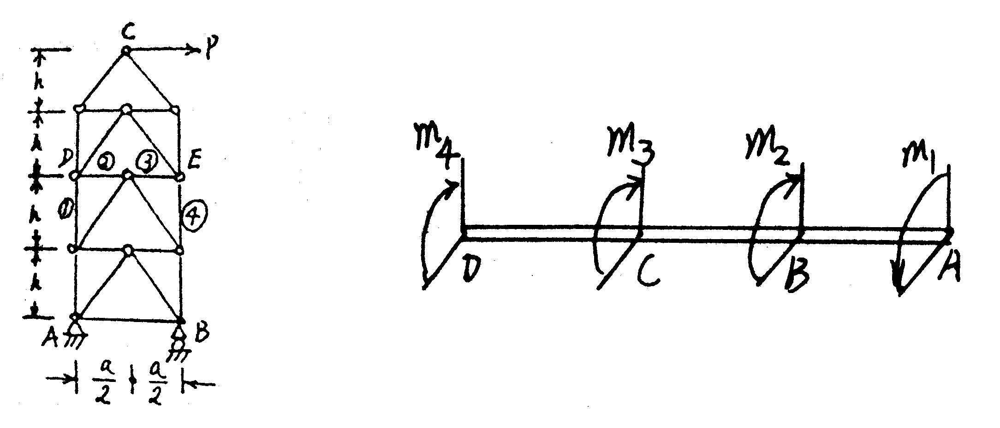 C
P
h
h
D ② ③ E
① h ④
h
A B
a/2 a/2
m4 m3 m2 m1
D C B A